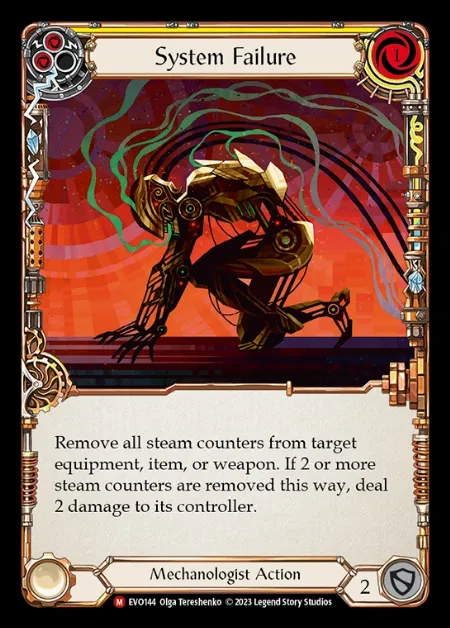 System Failure
I
Remove all steam counters from target
equipment, item, or weapon. If 2 or more
steam counters are removed this way, deal
2 damage to its controller.
Mechanologist Action
2
M EVO144 Olga Tereshenko © 2023 Legend Story Studios